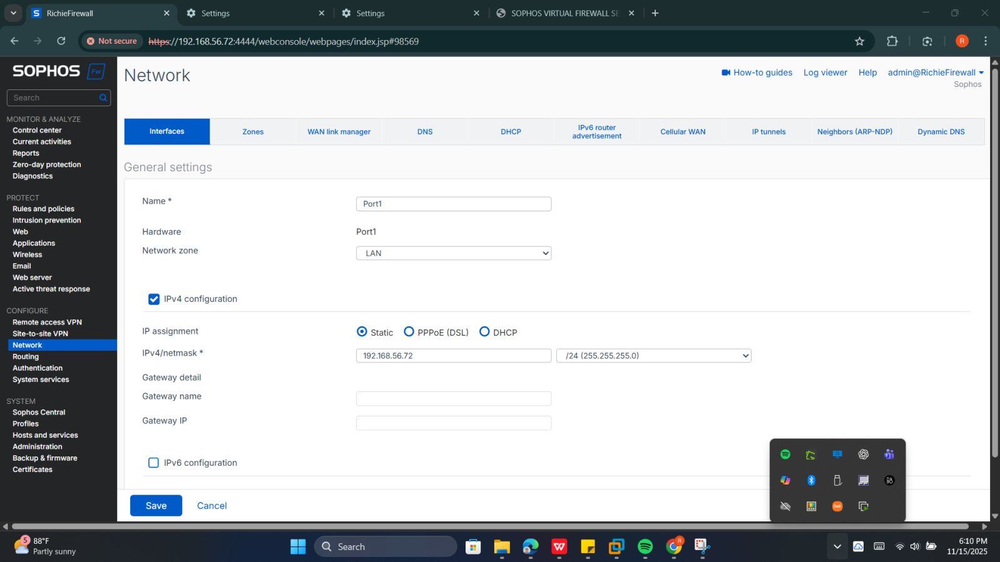 RichieFirewall
Settings
Settings
SOPHOS VIRTUAL FIREWALL SE
Not secure
https://192.168.56.72:4444/webconsole/webpages/index.jsp#98569
R
SOPHOS
Fw
Search
MONITOR & ANALYZE
Control center
Current activities
Reports
Zero-day protection
Diagnostics
PROTECT
Rules and policies
Intrusion prevention
Web
Applications
Wireless
Email
Web server
Active threat response
CONFIGURE
Remote access VPN
Site-to-site VPN
Network
Routing
Authentication
System services
SYSTEM
Sophos Central
Profiles
Hosts and services
Administration
Backup & firmware
Certificates
Network
How-to guides
Log viewer
Help
admin@RichieFirewall
Sophos
Interfaces
Zones
WAN link manager
DNS
DHCP
IPv6 router
advertisement
Cellular WAN
IP tunnels
Neighbors (ARP-NDP)
Dynamic DNS
General settings
Name *
Port1
Hardware
Port1
Network zone
LAN
IPv4 configuration
IP assignment
Static
PPPoE (DSL)
DHCP
IPv4/netmask *
192.168.56.72
/24 (255.255.255.0)
Gateway detail
Gateway name
Gateway IP
IPv6 configuration
Save
Cancel
5
88°F
Partly sunny
Search
R
6:10 PM
11/15/2025